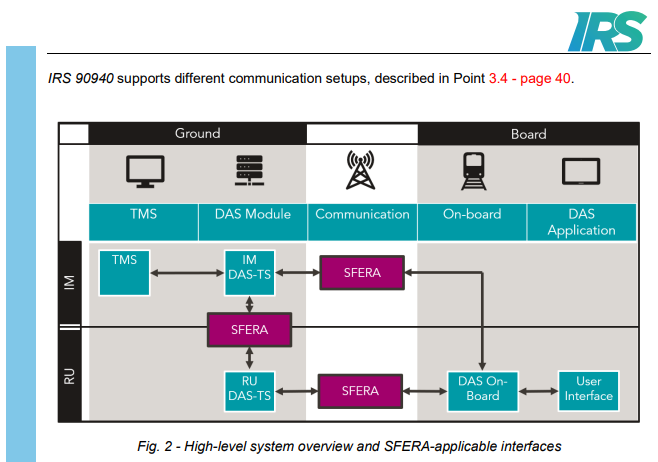 IRS
IRS 90940 supports different communication setups, described in Point 3.4 - page 40.
Ground
Board
TMS
DAS Module
Communication
On-board
DAS
Application
IM
TMS
IM
DAS-TS
SFERA
SFERA
RU
RU
DAS-TS
SFERA
DAS On-
Board
User
Interface
Fig. 2 - High-level system overview and SFERA-applicable interfaces